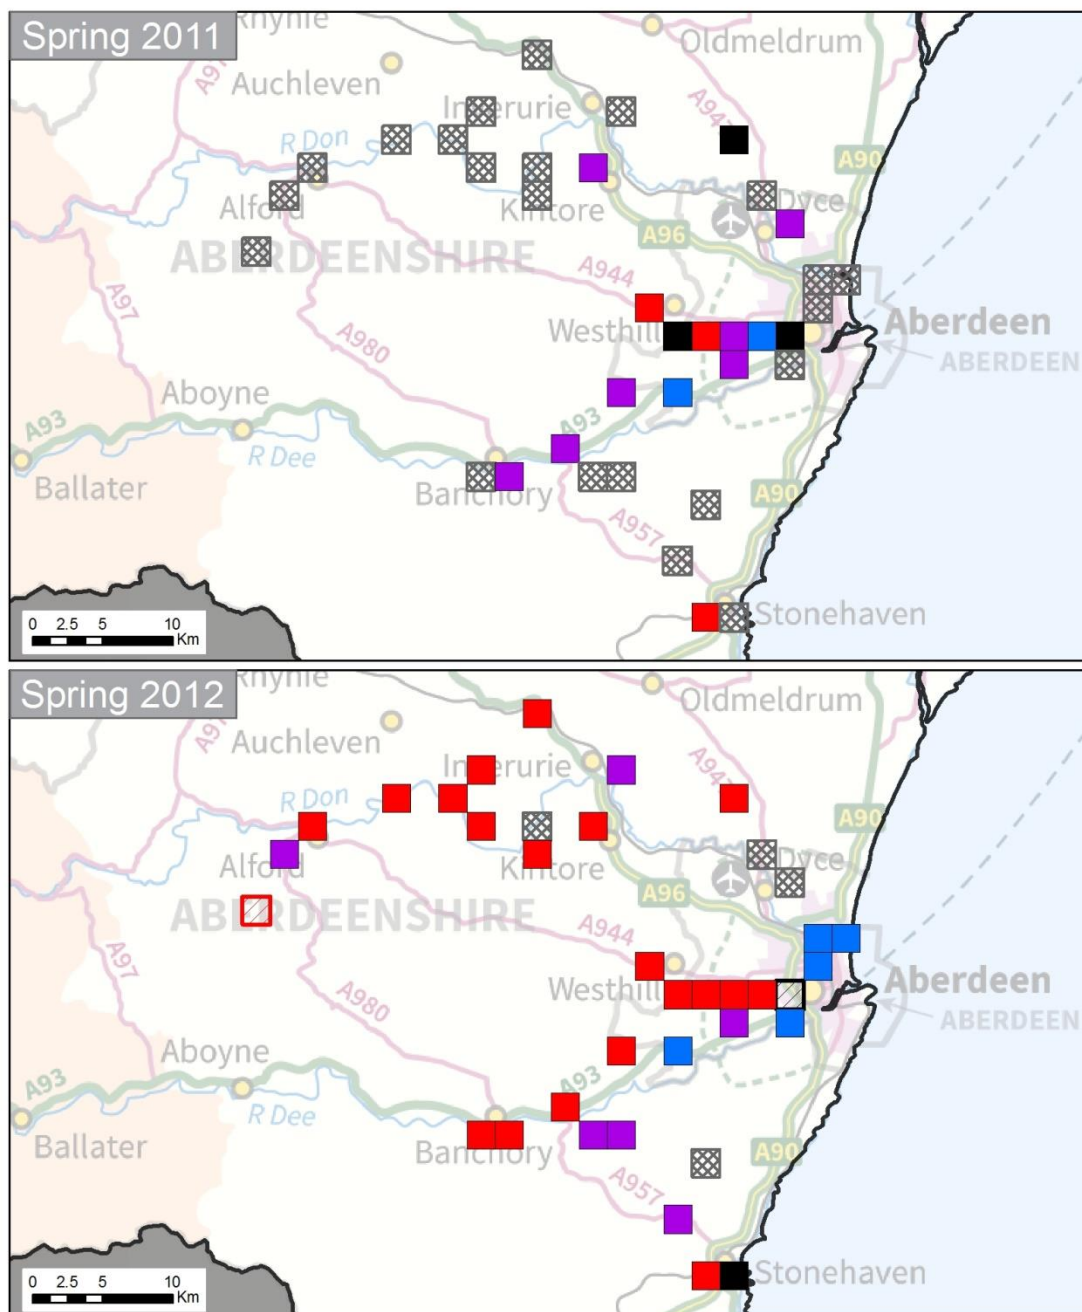 Spring 2011
Rhynie
Oldmeldrum
Auchleven
A97
A947
Inverurie
R Don
A90
Alford
Kintore
Dyce
ABERDEENSHIRE
A96
A944
A97
Westhill
Aberdeen
A980
ABERDEEN
Aboyne
A93
A93
R Dee
Ballater
Banchory
A90
A957
Stonehaven
0 2.5 5 10
Km
Spring 2012
Rhynie
Oldmeldrum
Auchleven
A97
A947
Inverurie
R Don
A90
Alford
Kintore
Dyce
ABERDEENSHIRE
A96
A944
A97
Westhill
Aberdeen
A980
ABERDEEN
Aboyne
A93
A93
R Dee
Ballater
Banchory
A90
A957
Stonehaven
0 2.5 5 10
Km